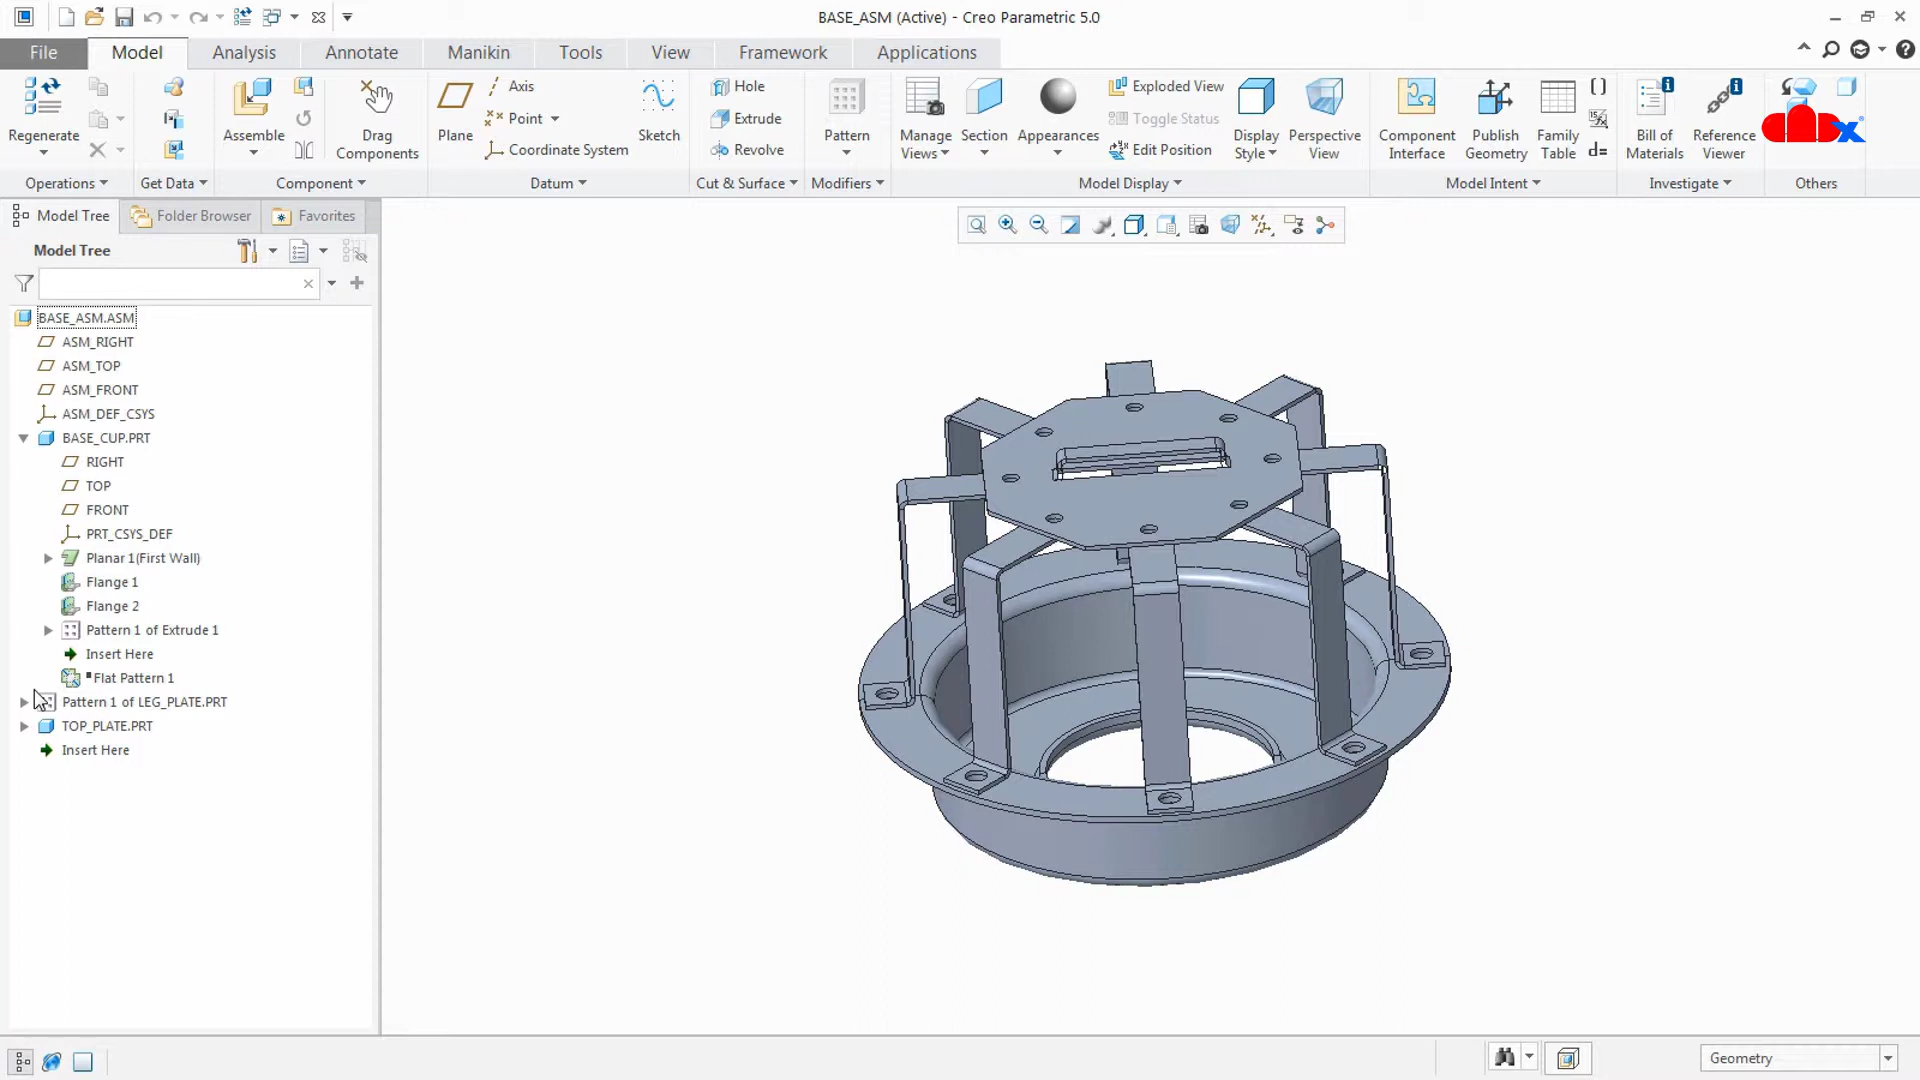 BASE_ASM (Active) - Creo Parametric 5.0
File Model Analysis Annotate Manikin Tools View Framework Applications
Regenerate
Operations
Get Data
Assemble
Drag Components
Component
Plane
Axis
Point
Coordinate System
Sketch
Datum
Hole
Extrude
Revolve
Cut & Surface
Pattern
Modifiers
Manage Views
Section
Appearances
Exploded View
Toggle Status
Edit Position
Display Style
Perspective View
Model Display
Component Interface
Publish Geometry
Family Table
d=
Model Intent
Bill of Materials
Reference Viewer
Investigate
Others
Model Tree Folder Browser Favorites
Model Tree
BASE_ASM.ASM
ASM_RIGHT
ASM_TOP
ASM_FRONT
ASM_DEF_CSYS
BASE_CUP.PRT
RIGHT
TOP
FRONT
PRT_CSYS_DEF
Planar 1(First Wall)
Flange 1
Flange 2
Pattern 1 of Extrude 1
Insert Here
Flat Pattern 1
Pattern 1 of LEG_PLATE.PRT
TOP_PLATE.PRT
Insert Here
Geometry